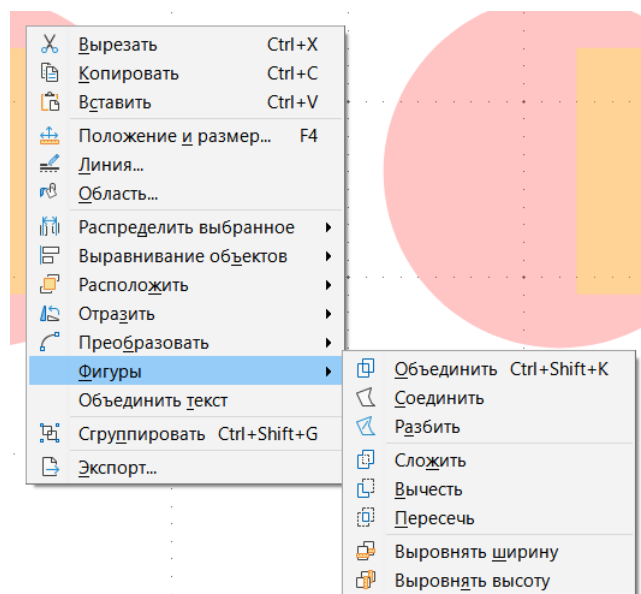 Вырезать Ctrl+X
Копировать Ctrl+C
Вставить Ctrl+V
Положение и размер... F4
Линия...
Область...
Распределить выбранное
Выравнивание объектов
Расположить
Отразить
Преобразовать
Фигуры
Объединить текст
Сгруппировать Ctrl+Shift+G
Экспорт...
Объединить Ctrl+Shift+K
Соединить
Разбить
Сложить
Вычесть
Пересечь
Выровнять ширину
Выровнять высоту